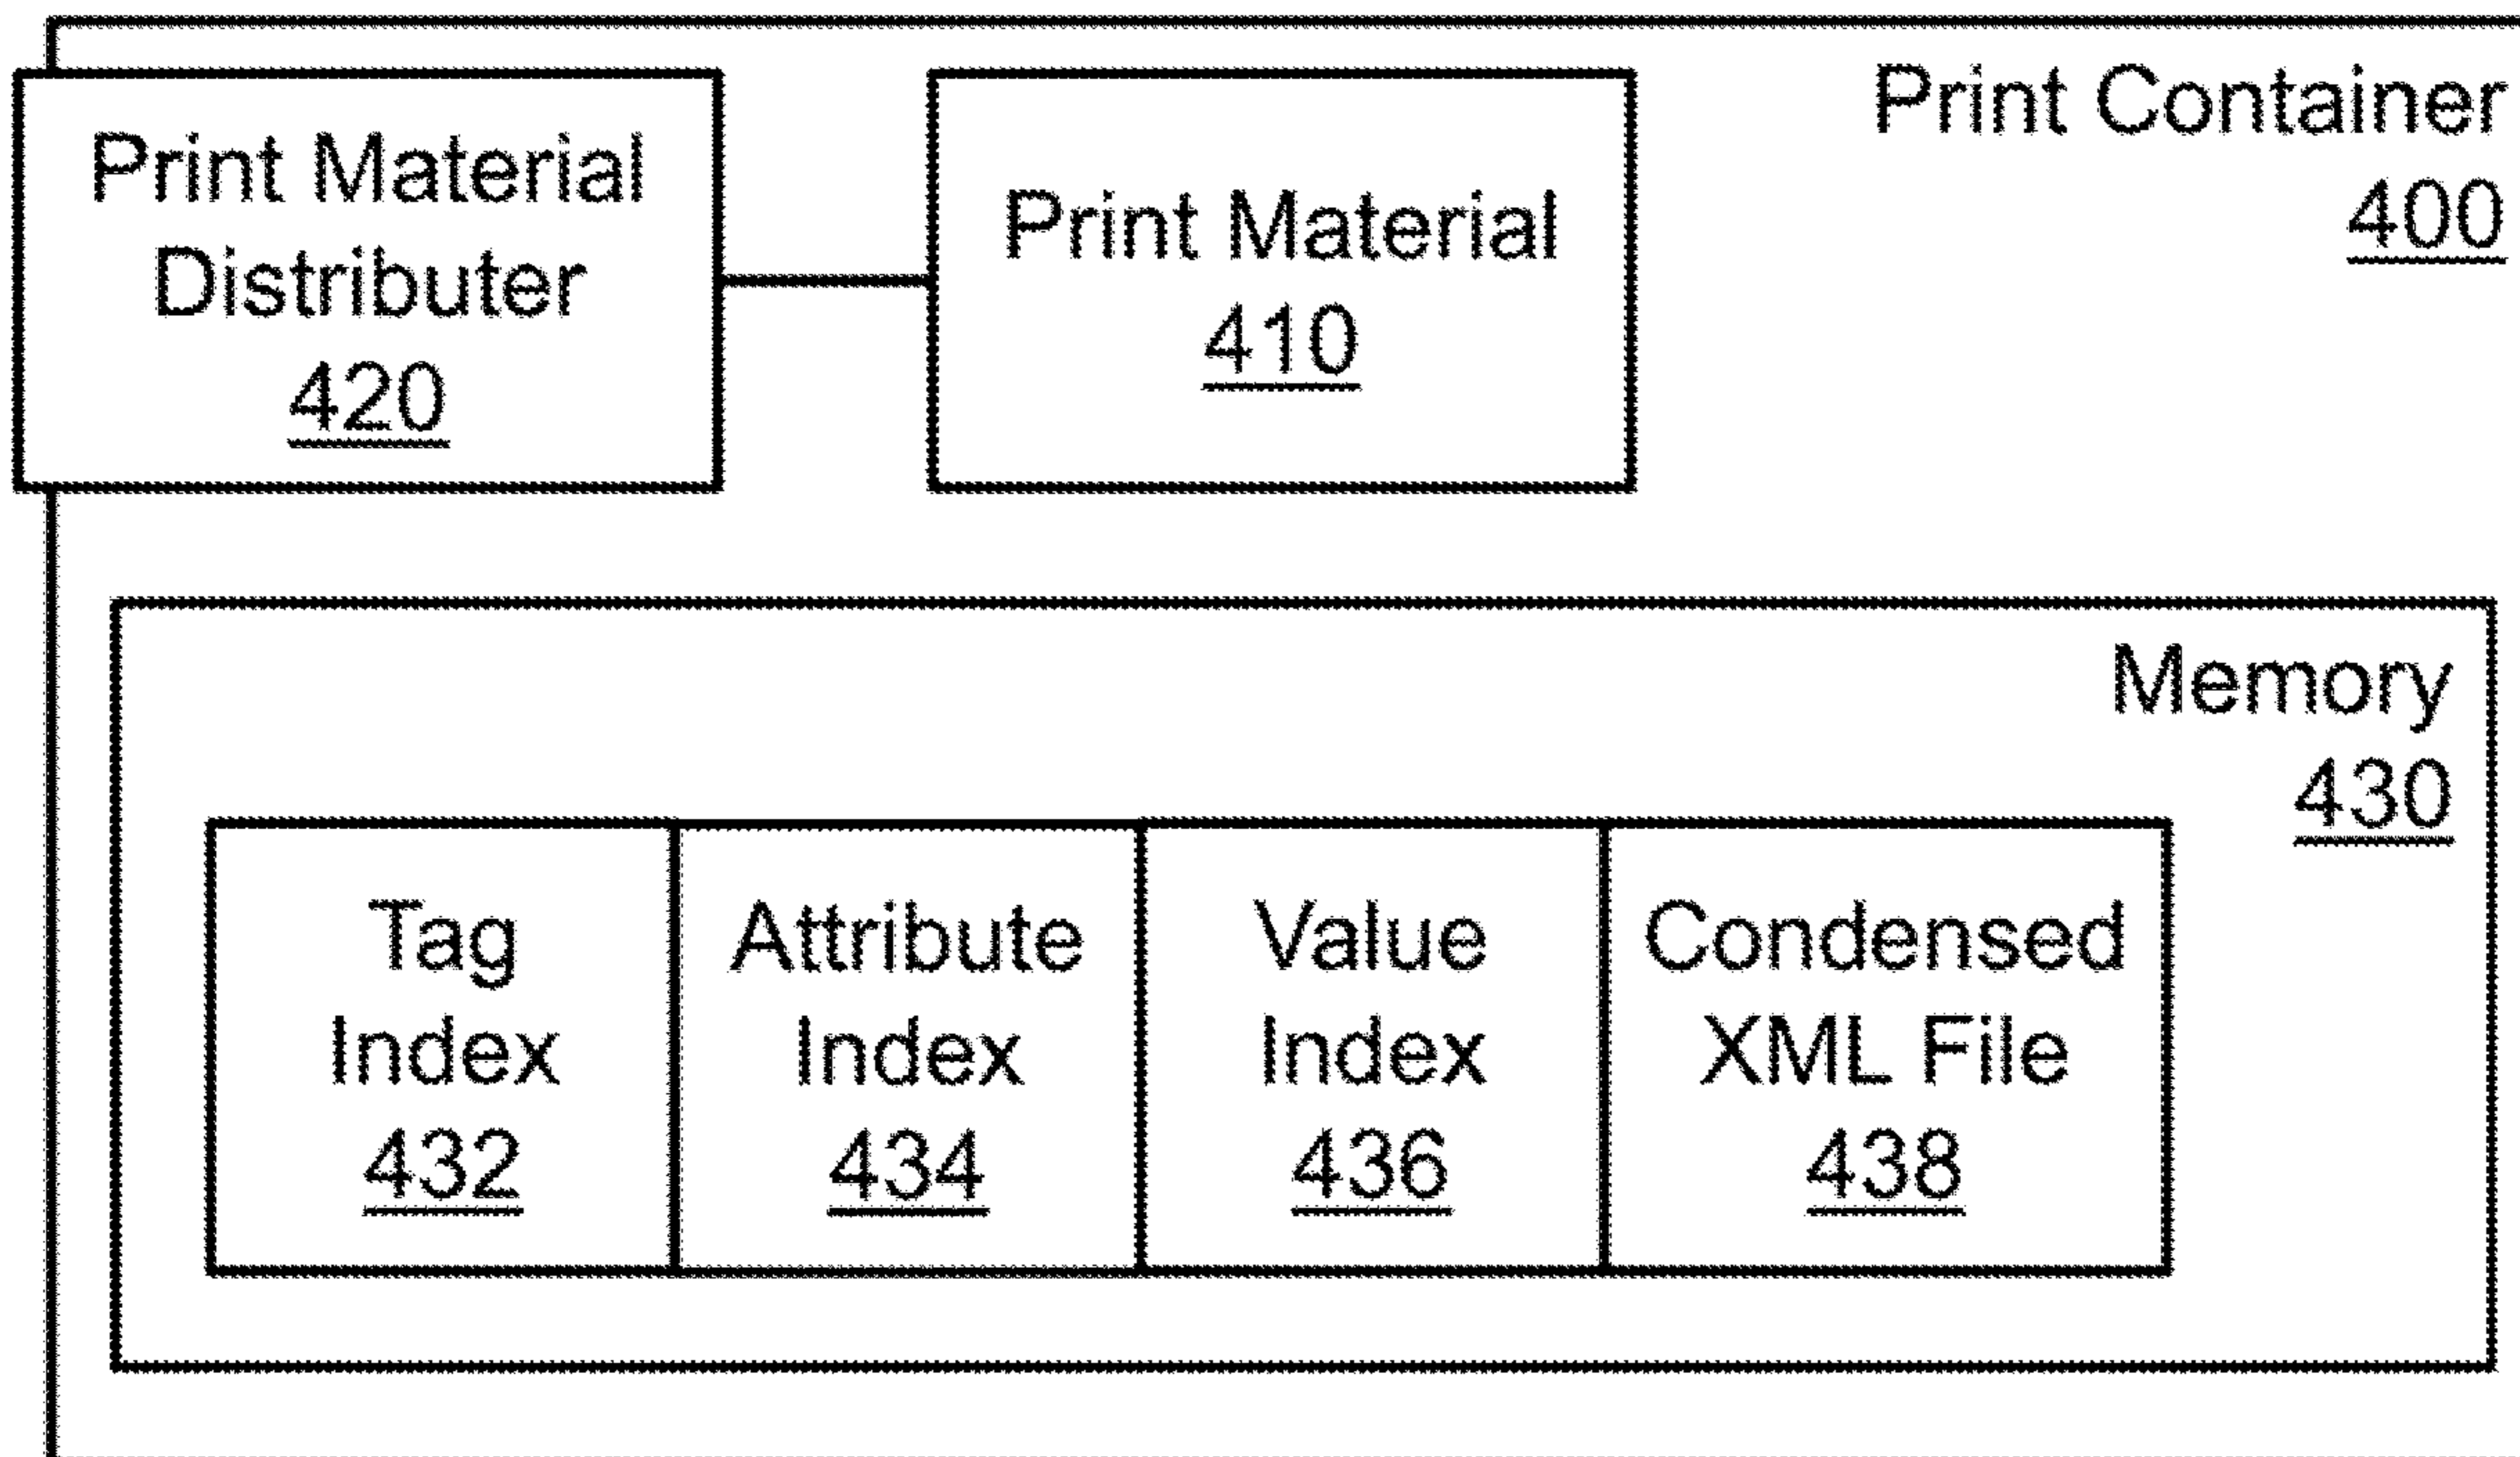 Print Container
400
Print Material
Distributer
420
Print Material
410
Memory
430
Tag
Index
432
Attribute
Index
434
Value
Index
436
Condensed
XML File
438